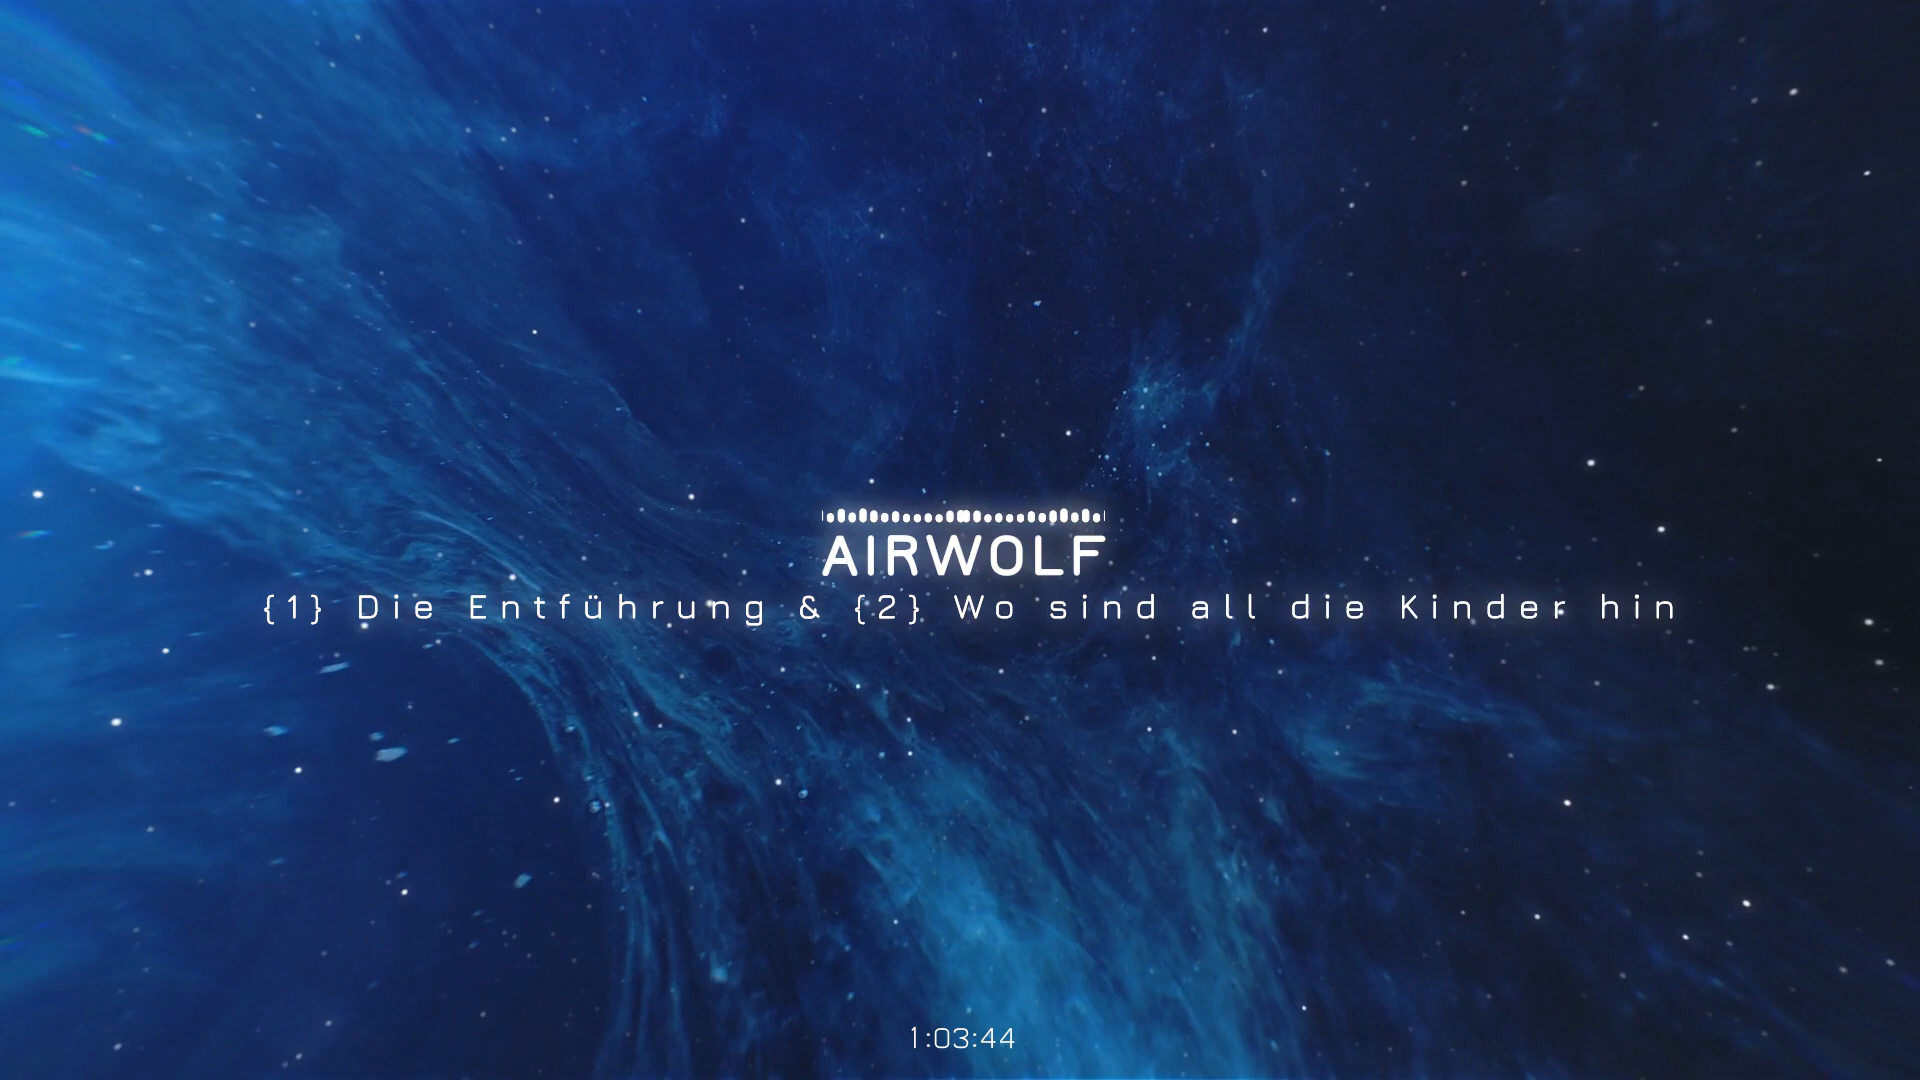 AIRWOLF
{1} Die Entführung & {2} Wo sind all die Kinder hin
1:03:44